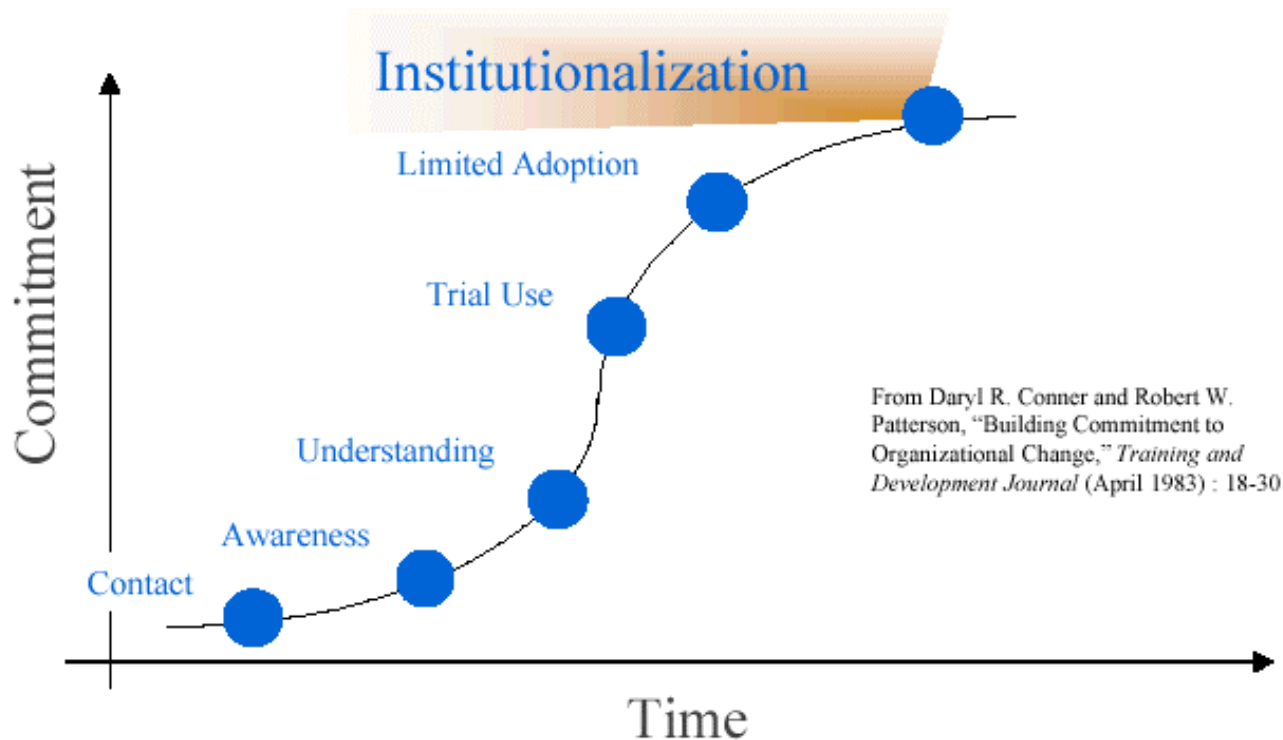 Institutionalization
Limited Adoption
Trial Use
Understanding
Awareness
Contact
Commitment
Time
From Daryl R. Conner and Robert W.
Patterson, “Building Commitment to
Organizational Change,” Training and
Development Journal (April 1983) : 18-30